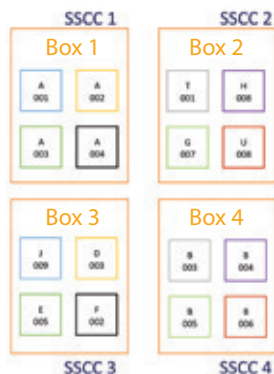 SSCC 1
Box 1
A 001
A 002
A 003
A 004
SSCC 2
Box 2
T 001
H 008
G 007
U 008
Box 3
J 009
D 003
E 005
F 002
SSCC 3
Box 4
B 003
B 004
B 005
B 006
SSCC 4